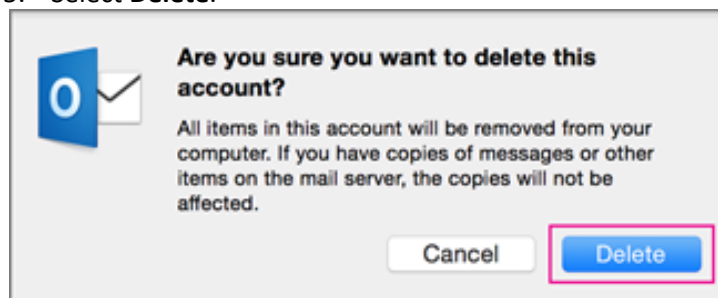 Select Delete.
Are you sure you want to delete this
account?
All items in this account will be removed from your
computer. If you have copies of messages or other
items on the mail server, the copies will not be
affected.
Cancel
Delete